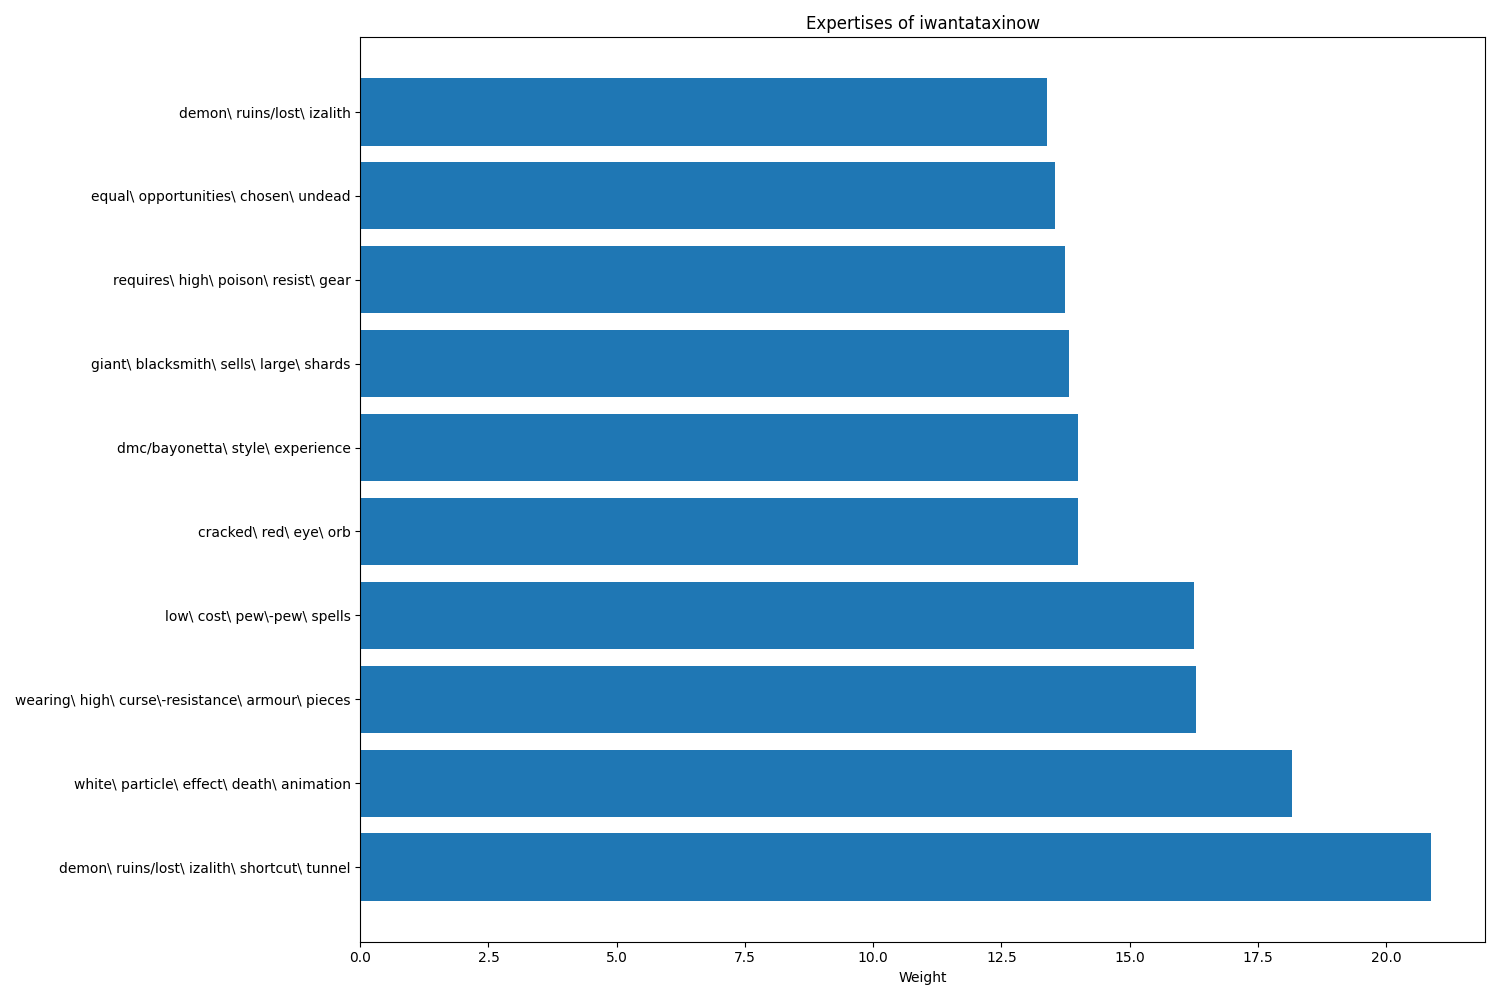 Expertises of iwantataxinow
demon\ ruins/lost\ izalith
equal\ opportunities\ chosen\ undead
requires\ high\ poison\ resist\ gear
giant\ blacksmith\ sells\ large\ shards
dmc/bayonetta\ style\ experience
cracked\ red\ eye\ orb
low\ cost\ pew\-pew\ spells
wearing\ high\ curse\-resistance\ armour\ pieces
white\ particle\ effect\ death\ animation
demon\ ruins/lost\ izalith\ shortcut\ tunnel
0.0 2.5 5.0 7.5 10.0 12.5 15.0 17.5 20.0
Weight